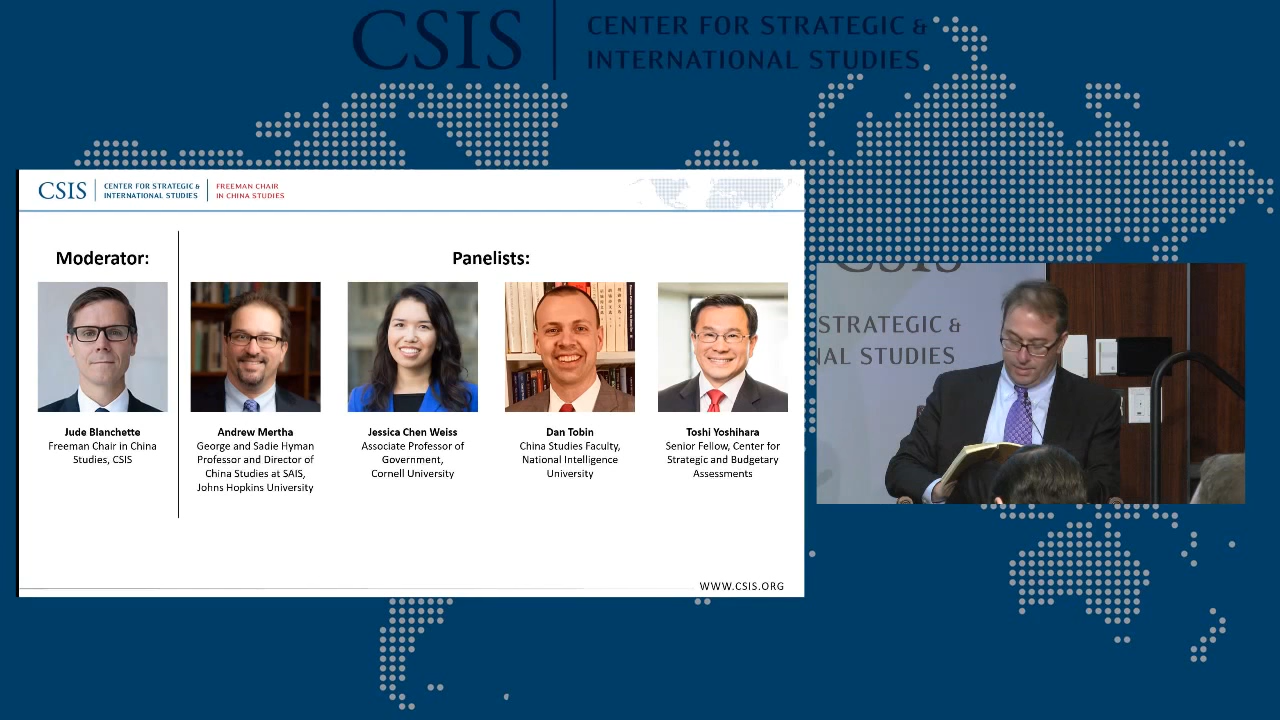 CSIS
CENTER FOR STRATEGIC &
INTERNATIONAL STUDIES
CSIS
CENTER FOR STRATEGIC &
INTERNATIONAL STUDIES
FREEMAN CHAIR
IN CHINA STUDIES
Moderator:
Panelists:
Jude Blanchette
Freeman Chair in China
Studies, CSIS
Andrew Mertha
George and Sadie Hyman
Professor and Director of
China Studies at SAIS,
Johns Hopkins University
Jessica Chen Weiss
Associate Professor of
Government,
Cornell University
Dan Tobin
China Studies Faculty,
National Intelligence
University
Toshi Yoshihara
Senior Fellow, Center for
Strategic and Budgetary
Assessments
WWW.CSIS.ORG
CSIS
STRATEGIC &
NAL STUDIES